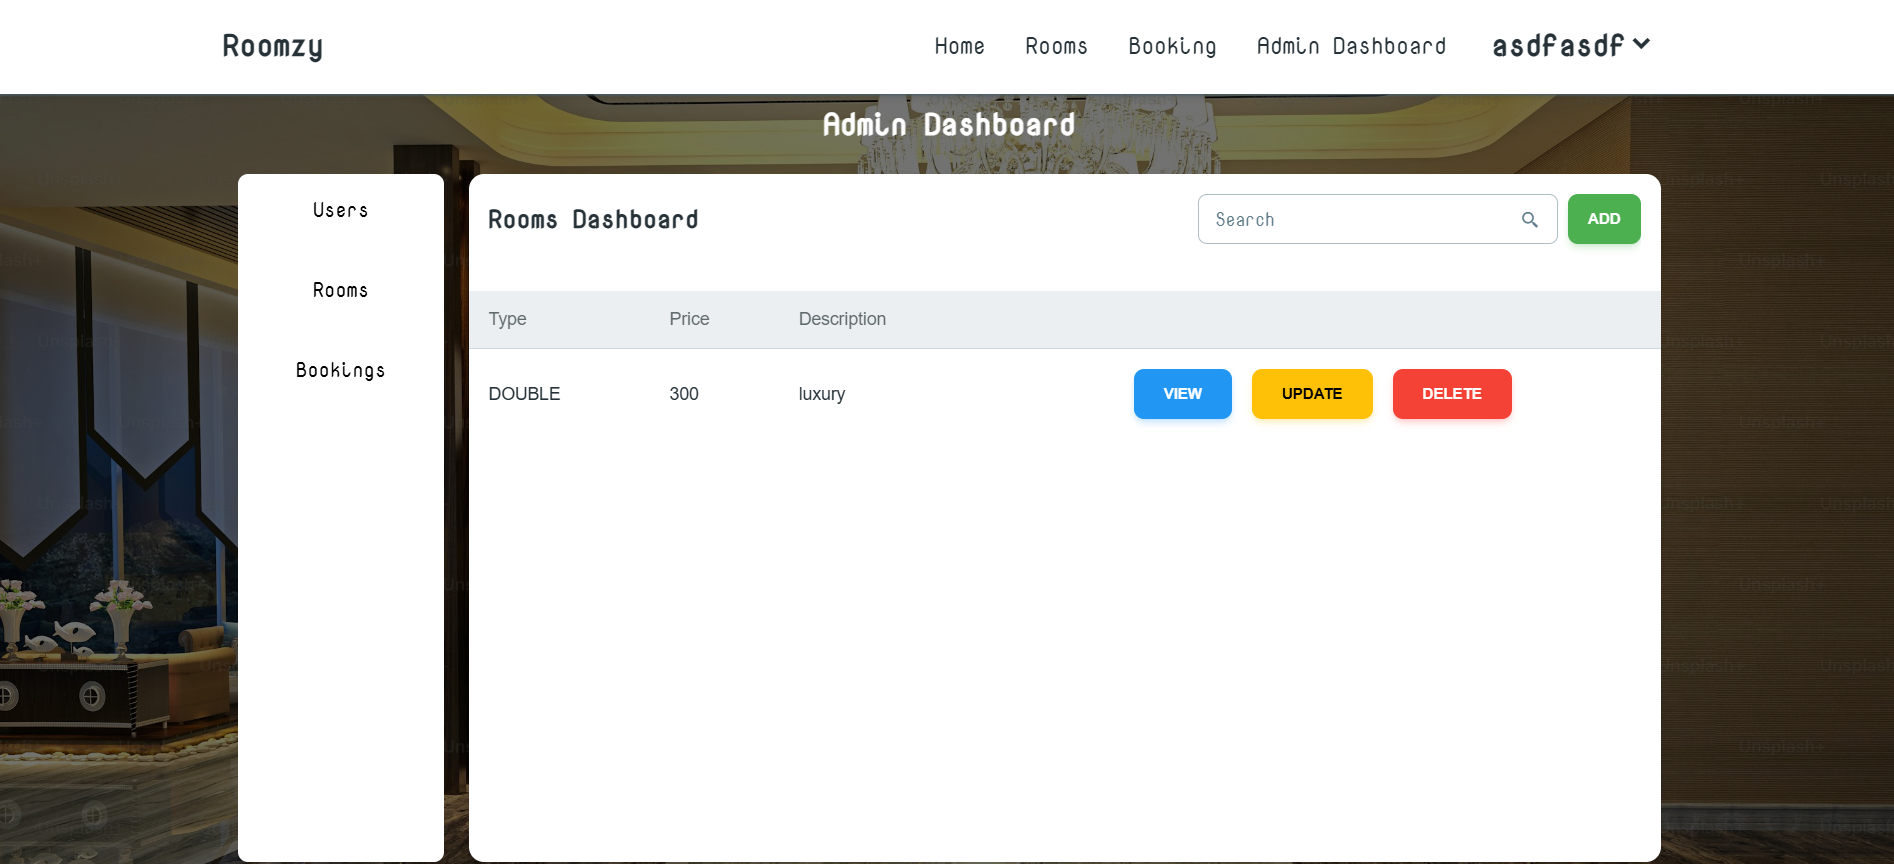 Roomzy Home Rooms Booking Admin Dashboard asdfasdf
Admin Dashboard
Users
Rooms
Bookings
Rooms Dashboard Search ADD
Type Price Description
DOUBLE 300 luxury VIEW UPDATE DELETE
Unsplash+